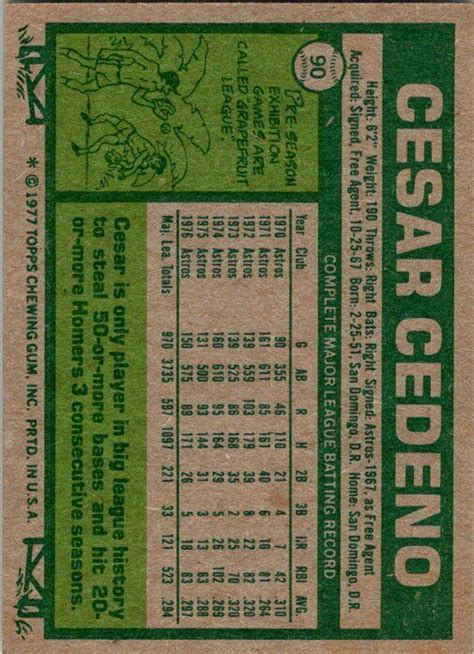 90
CESAR CEDENO
Height: 6'2" Weight: 190 Throws: Right Bats: Right Signed: Astros-1967, as Free Agent
Acquired: Signed, Free Agent, 10-25-67 Born: 2-25-51, San Domingo, D.R. Home: San Domingo, D.R.
PRE-SEASON
EXHIBITION
GAMES ARE
CALLED "GRAPEFRUIT
LEAGUE."
COMPLETE MAJOR LEAGUE BATTING RECORD
Year Club G AB R H 2B 3B HR RBI AVG.
1970 Astros 90 355 46 110 21 4 7 42 .310
1971 Astros 161 611 85 161 40 6 10 81 .264
1972 Astros 139 559 103 179 39 8 22 82 .320
1973 Astros 139 525 86 168 35 2 25 70 .320
1974 Astros 160 610 95 164 29 5 26 102 .269
1975 Astros 131 500 93 144 31 3 13 63 .288
1976 Astros 150 575 89 171 26 5 18 83 .297
Maj. Lea. Totals 970 3735 597 1097 221 33 121 523 .294
Cesar is only player in big league history
to steal 50-or-more bases and hit 20-
or-more Homers 3 consecutive seasons.
* © 1977 TOPPS CHEWING GUM, INC. PRTD. IN U.S.A.